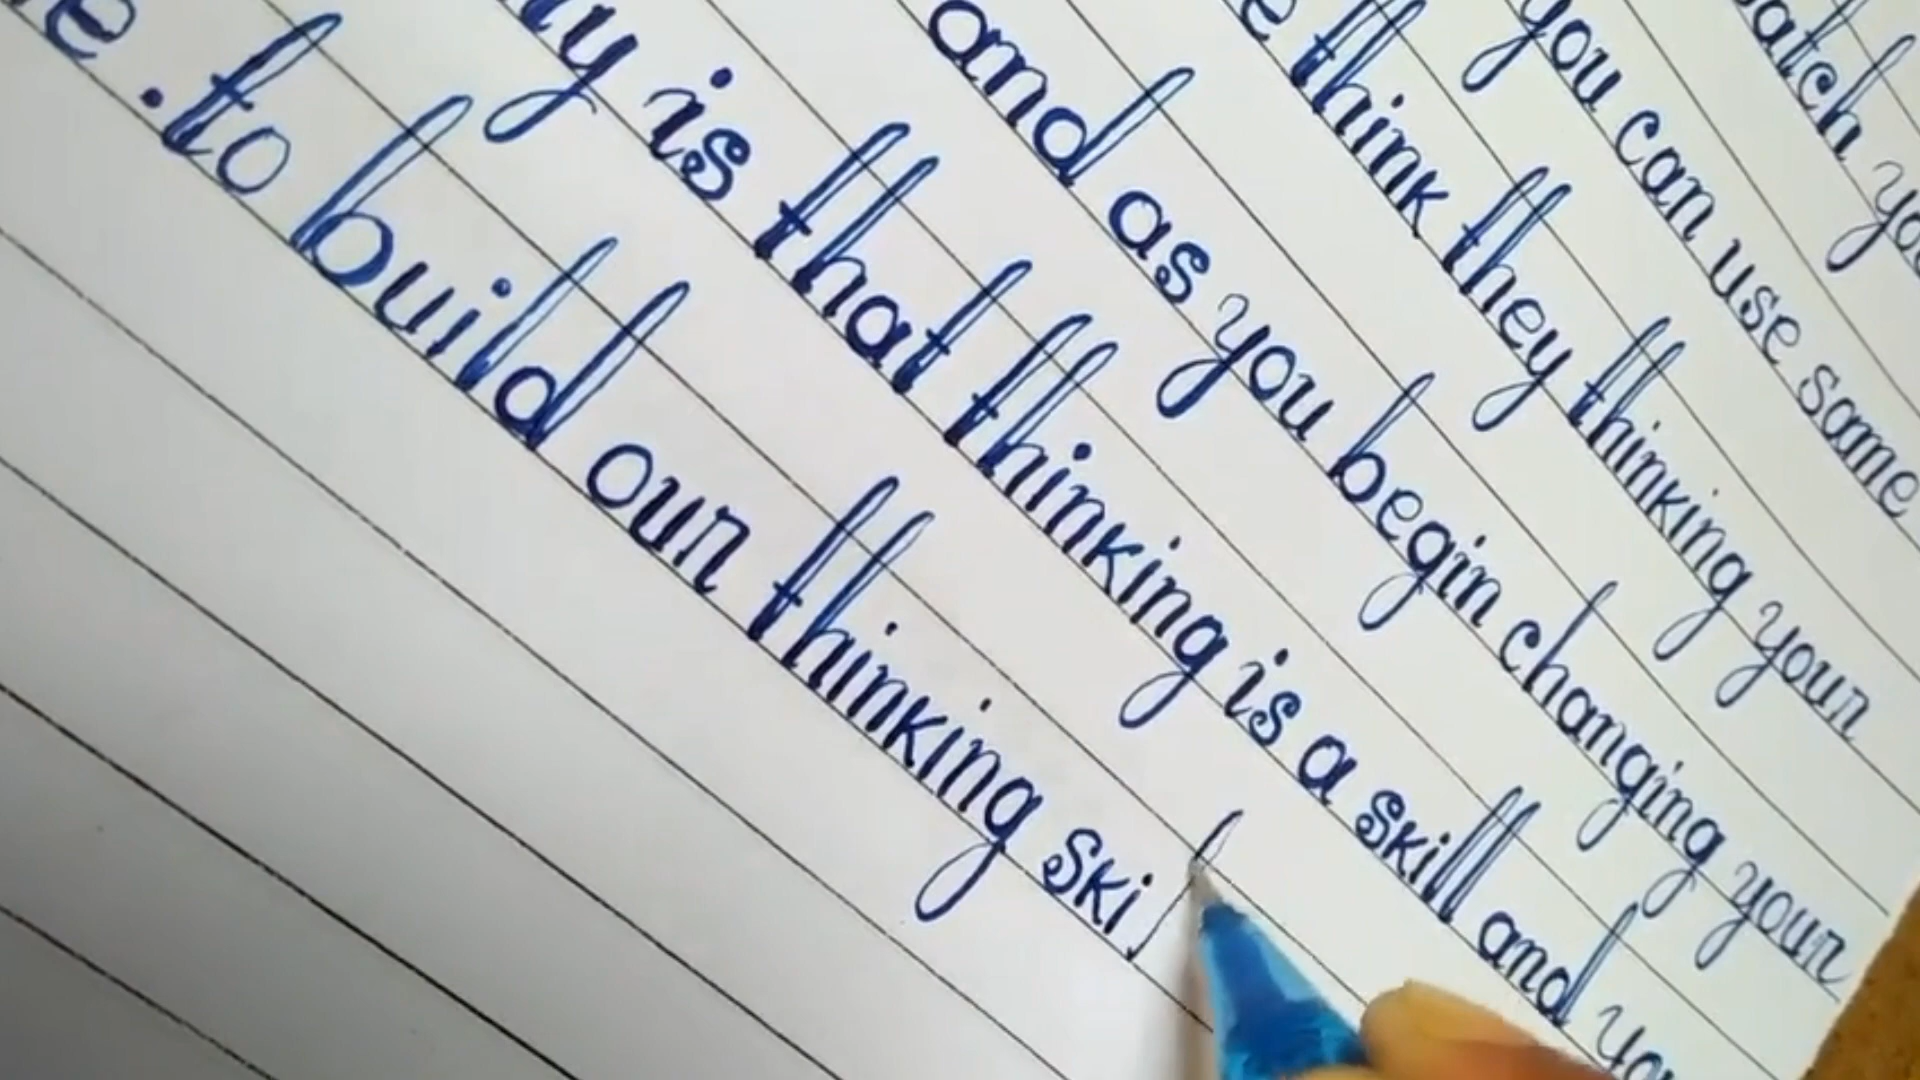 you can use some
think they thinking your
and as you begin changing your
is that thinking is a skill and
. to build our thinking ski